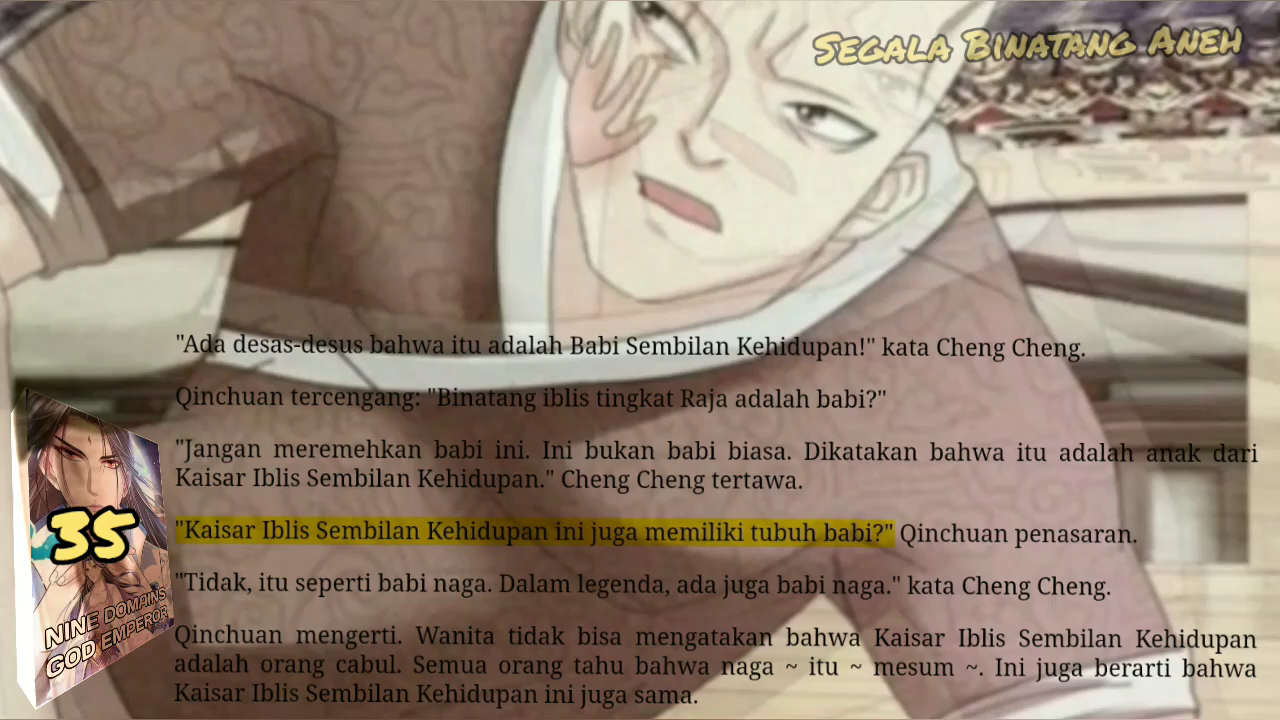 Segala Binatang Aneh
"Ada desas-desus bahwa itu adalah Babi Sembilan Kehidupan!" kata Cheng Cheng.
Qinchuan tercengang: "Binatang iblis tingkat Raja adalah babi?"
"Jangan meremehkan babi ini. Ini bukan babi biasa. Dikatakan bahwa itu adalah anak dari
Kaisar Iblis Sembilan Kehidupan." Cheng Cheng tertawa.
"Kaisar Iblis Sembilan Kehidupan ini juga memiliki tubuh babi?" Qinchuan penasaran.
"Tidak, itu seperti babi naga. Dalam legenda, ada juga babi naga." kata Cheng Cheng.
Qinchuan mengerti. Wanita tidak bisa mengatakan bahwa Kaisar Iblis Sembilan Kehidupan
adalah orang cabul. Semua orang tahu bahwa naga ~ itu ~ mesum ~. Ini juga berarti bahwa
Kaisar Iblis Sembilan Kehidupan ini juga sama.
35
NINE DOMAINS
GOD EMPEROR